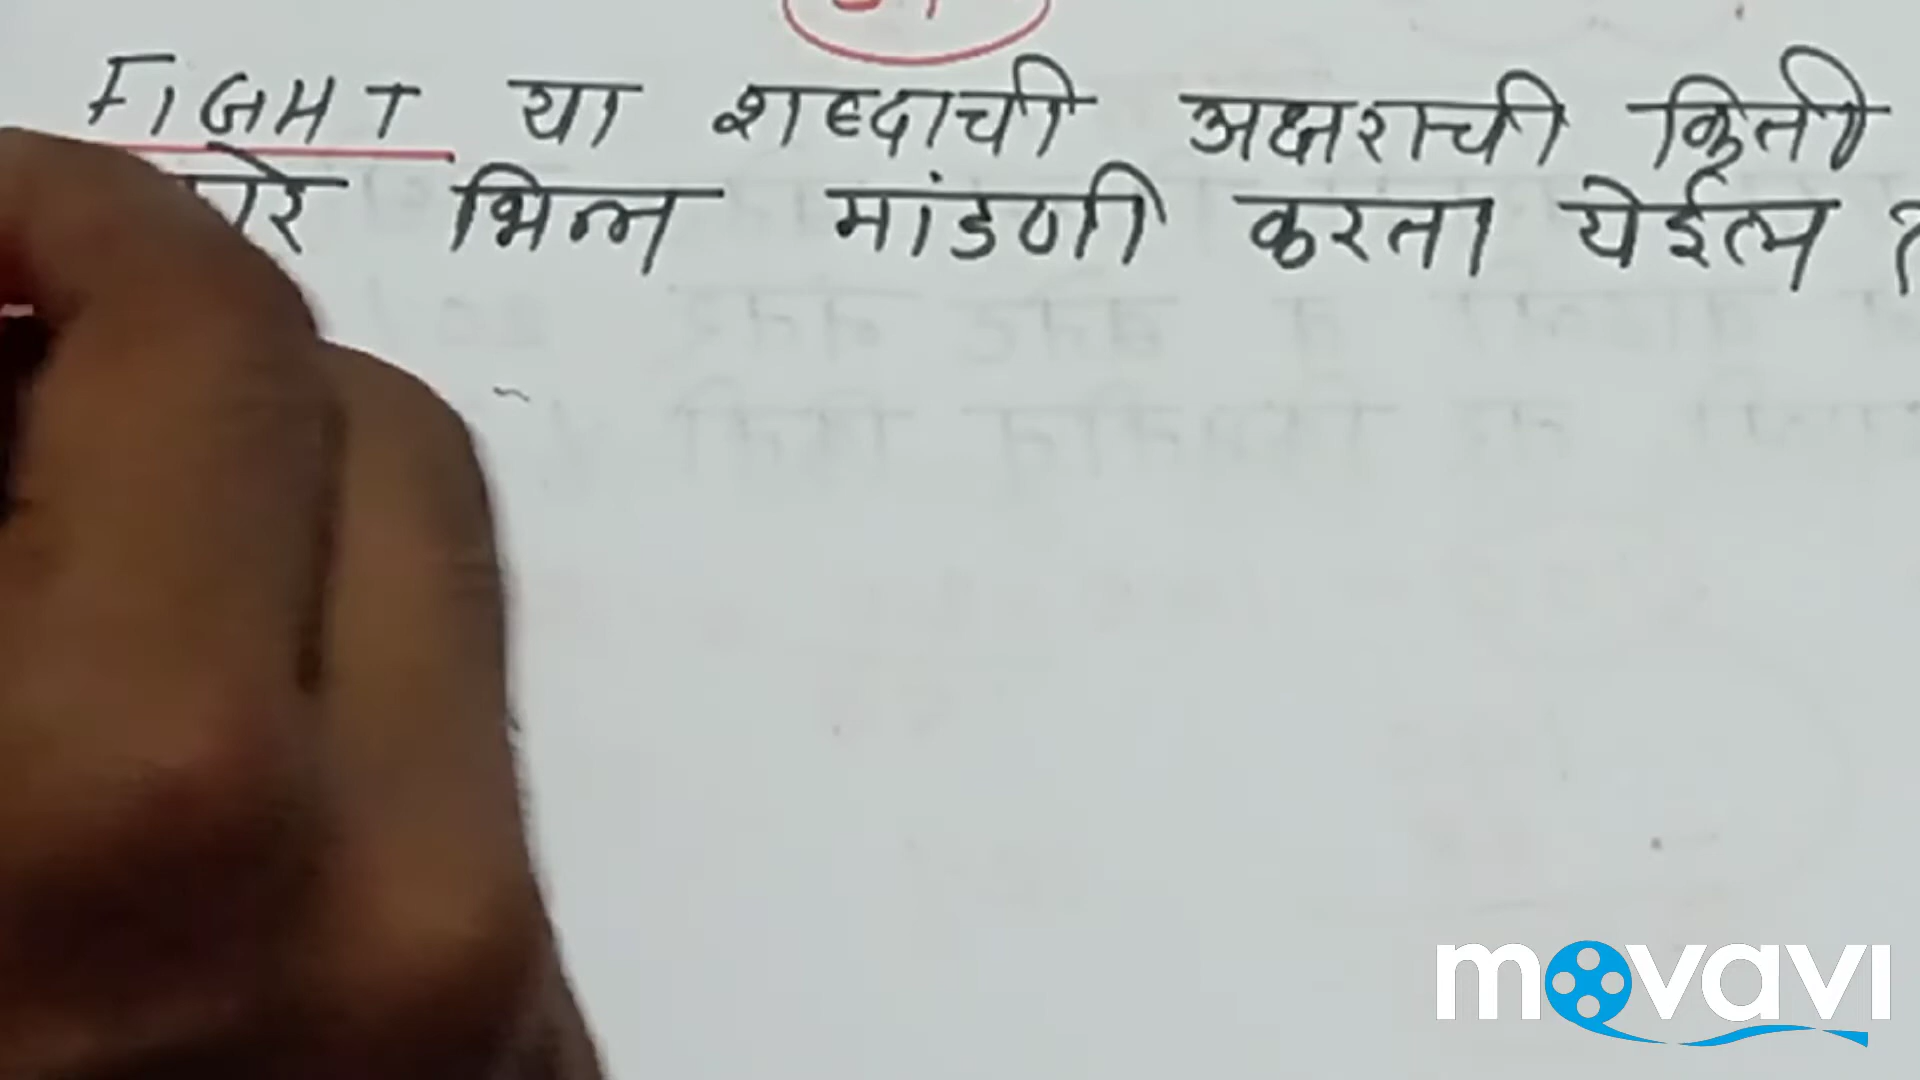 FIGHT या शब्दाची अक्षराची किती
भिन्न मांडणी करता येईल ?
movavi